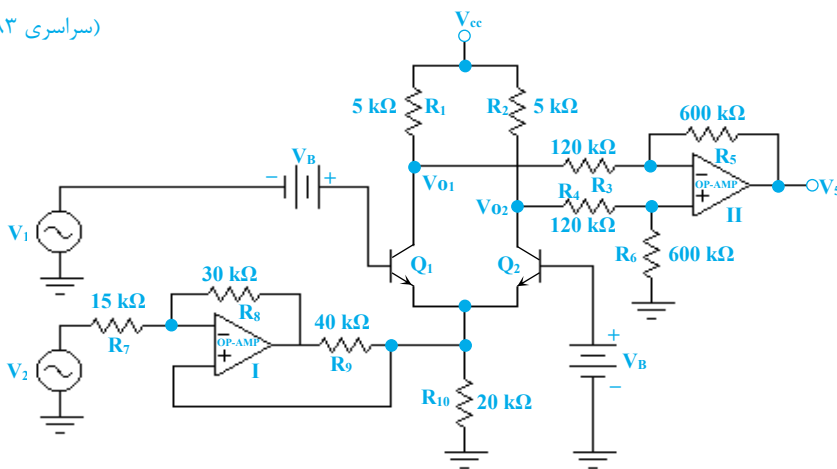 (سراسری ۸۳
Vcc
5 kΩ R₁ R₂ 5 kΩ
600 kΩ
R₅
120 kΩ
R₃
VB
− +
Vo₁
Vo₂
R₄
120 kΩ
− +
OP-AMP
II
R₆ 600 kΩ
V₁
Q₁ Q₂
30 kΩ
R₈
15 kΩ
R₇
40 kΩ
R₉
− +
OP-AMP
I
V₂
+
VB
−
R₁₀ 20 kΩ